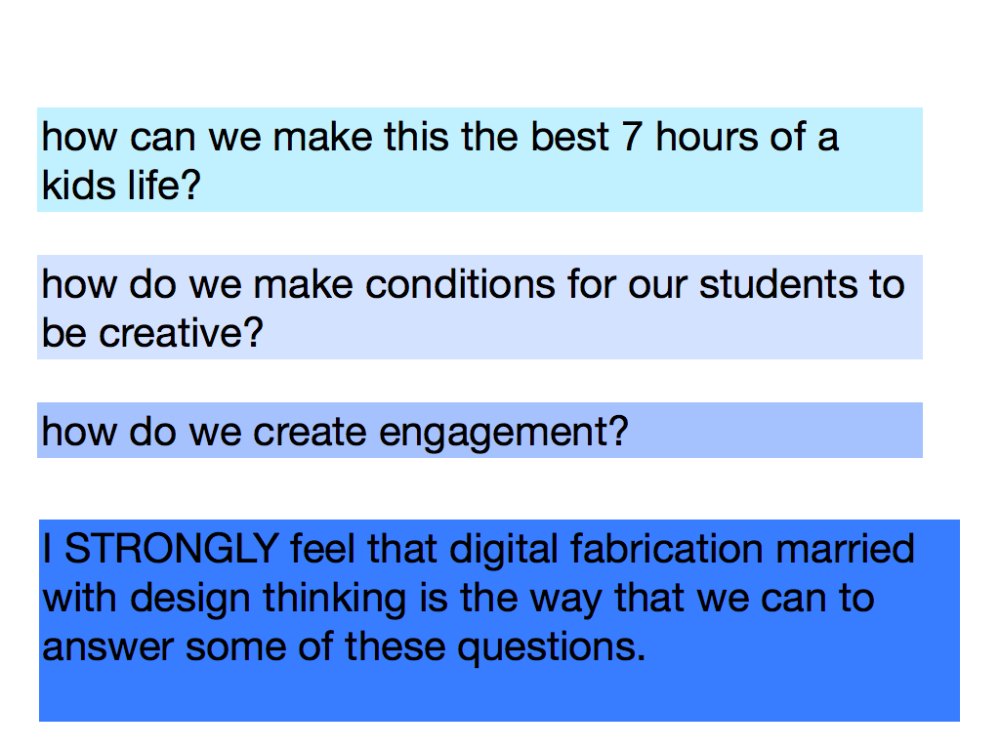 how can we make this the best 7 hours of a
kids life?
how do we make conditions for our students to
be creative?
how do we create engagement?
I STRONGLY feel that digital fabrication married
with design thinking is the way that we can to
answer some of these questions.